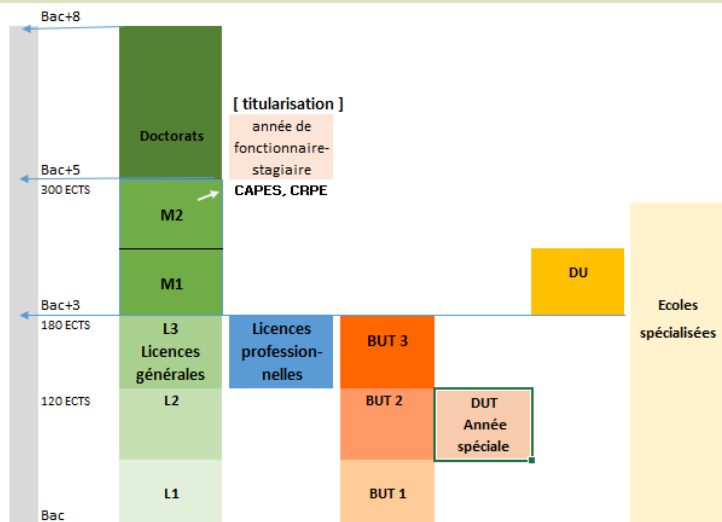 Bac+8
[ titularisation ]
Doctorats
année de
fonctionnaire-
stagiaire
Bac+5
300 ECTS
CAPES, CRPE
M2
M1
DU
Ecoles
spécialisées
Bac+3
180 ECTS
L3
Licences
générales
Licences
profession-
nelles
BUT 3
120 ECTS
L2
BUT 2
DUT
Année
spéciale
L1
BUT 1
Bac